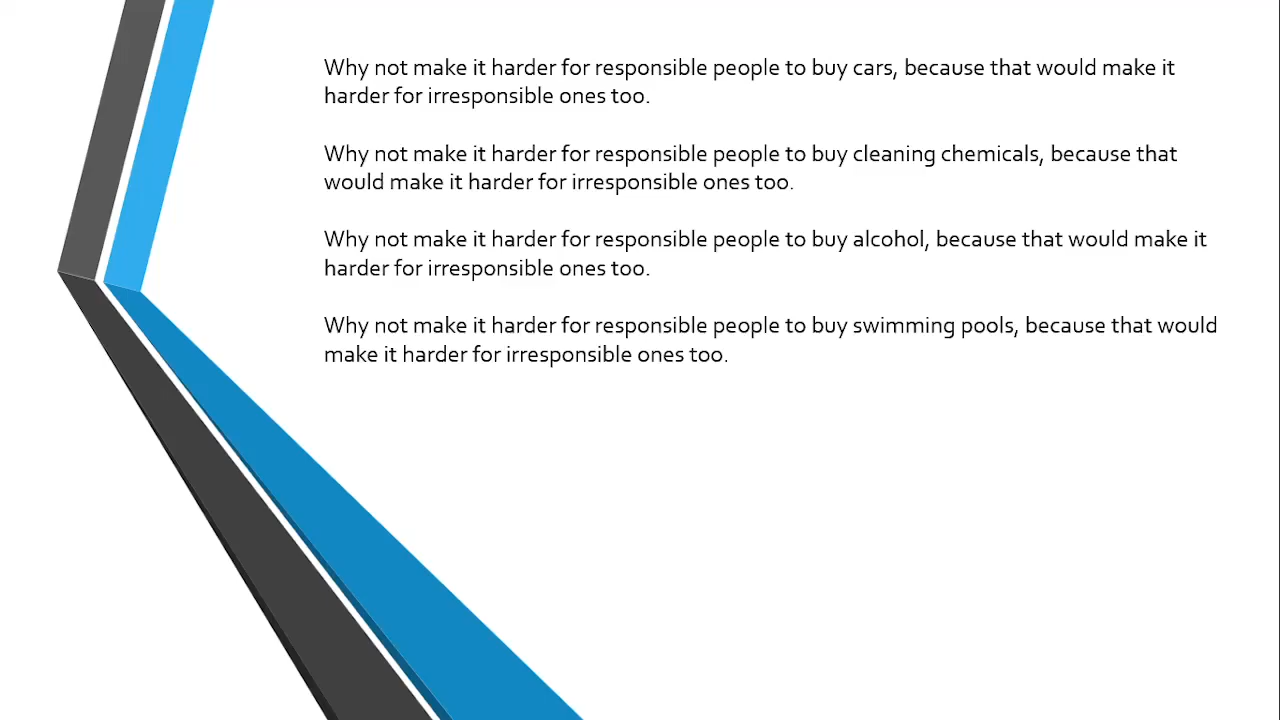 Why not make it harder for responsible people to buy cars, because that would make it
harder for irresponsible ones too.
Why not make it harder for responsible people to buy cleaning chemicals, because that
would make it harder for irresponsible ones too.
Why not make it harder for responsible people to buy alcohol, because that would make it
harder for irresponsible ones too.
Why not make it harder for responsible people to buy swimming pools, because that would
make it harder for irresponsible ones too.